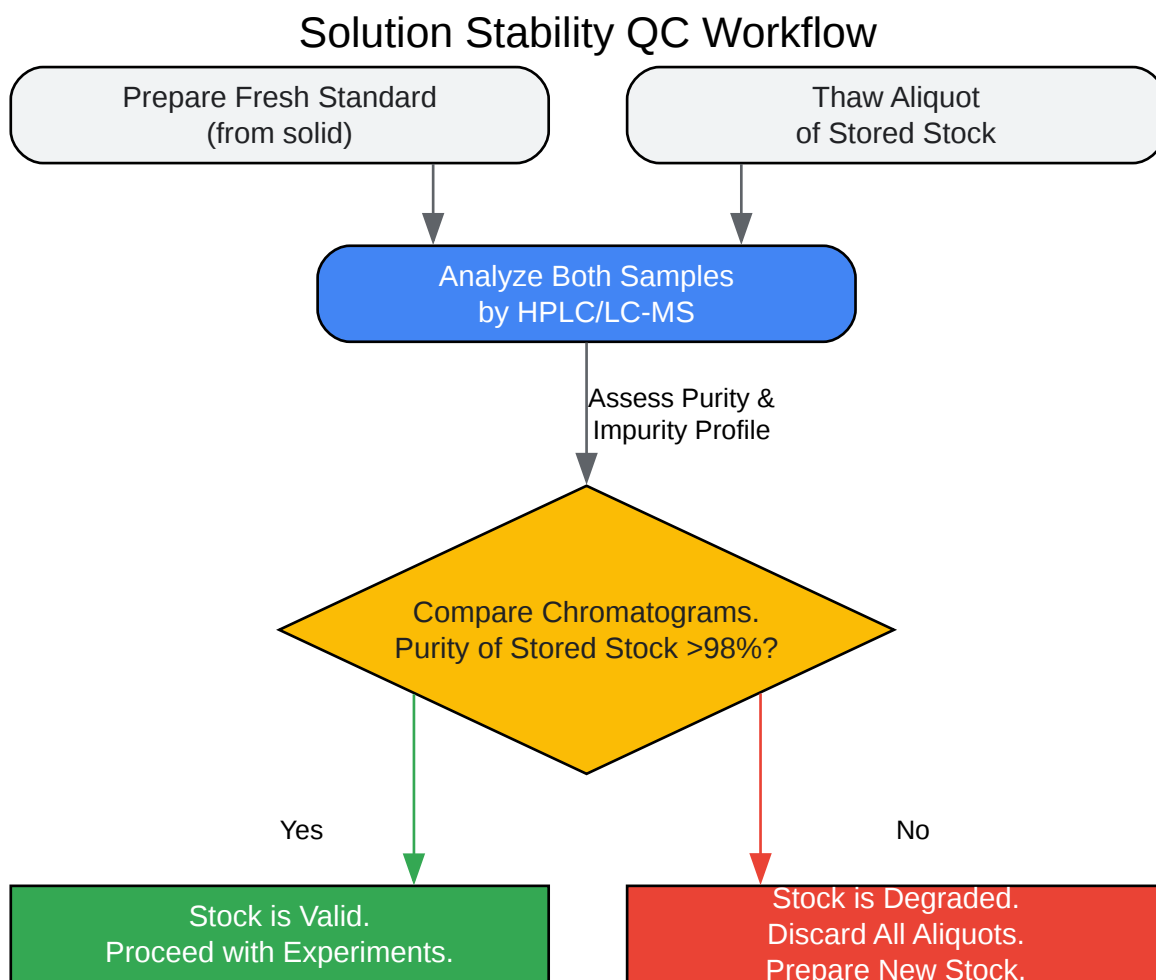 Solution Stability QC Workflow
Prepare Fresh Standard
(from solid)
Thaw Aliquot
of Stored Stock
Analyze Both Samples
by HPLC/LC-MS
Assess Purity &
Impurity Profile
Compare Chromatograms.
Purity of Stored Stock >98%?
Yes
No
Stock is Valid.
Proceed with Experiments.
Stock is Degraded.
Discard All Aliquots.
Prepare New Stock.